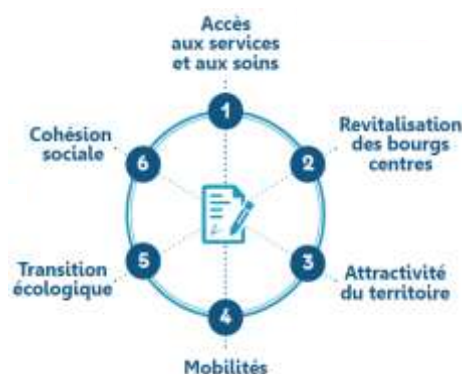 Accès
aux services
et aux soins
1
Revitalisation
des bourgs
centres
2
Attractivité
du territoire
3
Mobilités
4
Transition
écologique
5
Cohésion
sociale
6